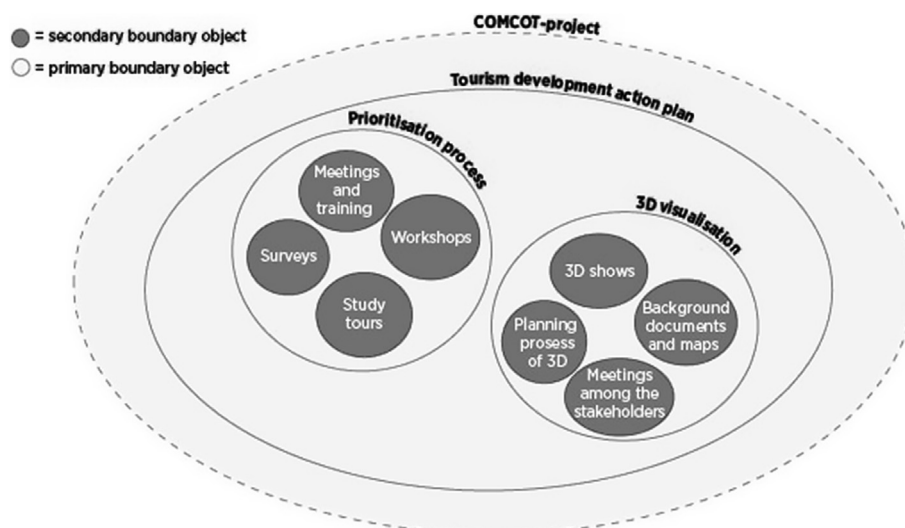 COMCOT-project
= secondary boundary object
= primary boundary object
Tourism development action plan
Prioritisation process
Meetings
and
training
Workshops
Surveys
Study
tours
3D visualisation
3D shows
Background
documents
and maps
Planning
prosess
of 3D
Meetings
among the
stakeholders